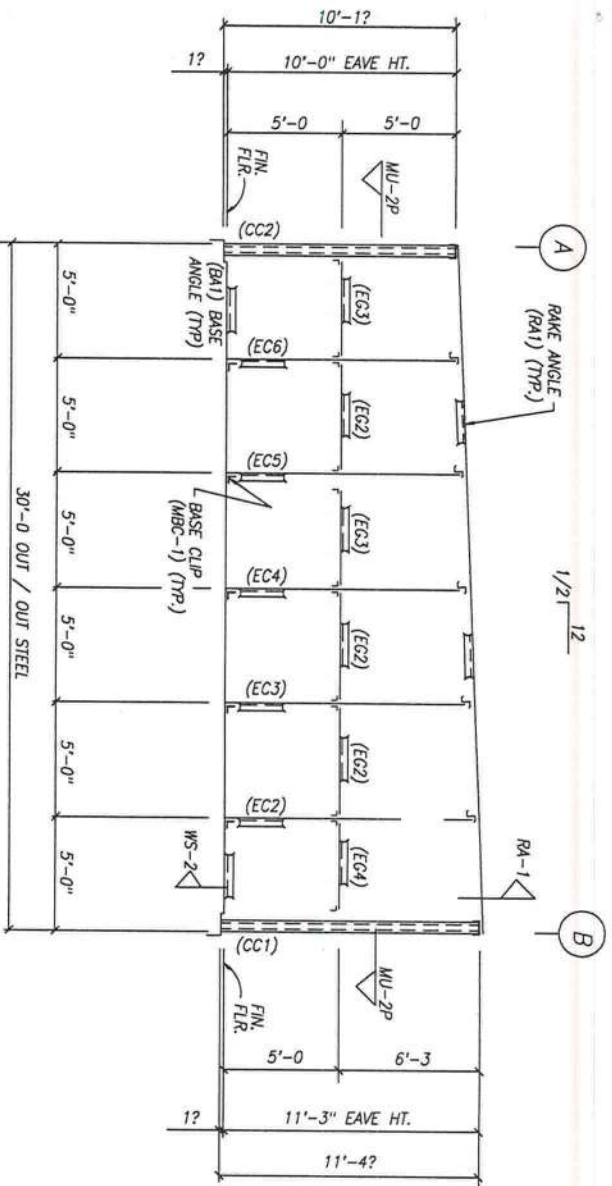 10'-1?
10'-0" EAVE HT.
1?
5'-0
5'-0
FIN.
FLR.
MU-2P
A
RAKE ANGLE
(RA1) (TYP.)
12
1/2
RA-1
B
(CC2)
(EG3)
(EG2)
(EG3)
(EG2)
(EG2)
(EG4)
(BA1) BASE
ANGLE (TYP)
(EC6)
(EC5)
BASE CLIP
(MBC-1) (TYP.)
(EC4)
(EC3)
(EC2)
WS-2
(CC1)
MU-2P
FIN.
FLR.
5'-0
6'-3
1?
11'-3" EAVE HT.
11'-4?
5'-0"
5'-0"
5'-0"
5'-0"
5'-0"
5'-0"
30'-0 OUT / OUT STEEL